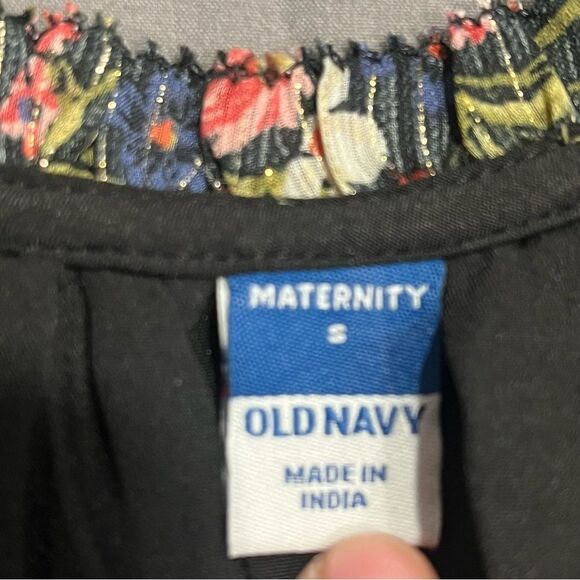 MATERNITY
S
OLD NAVY
MADE IN
INDIA